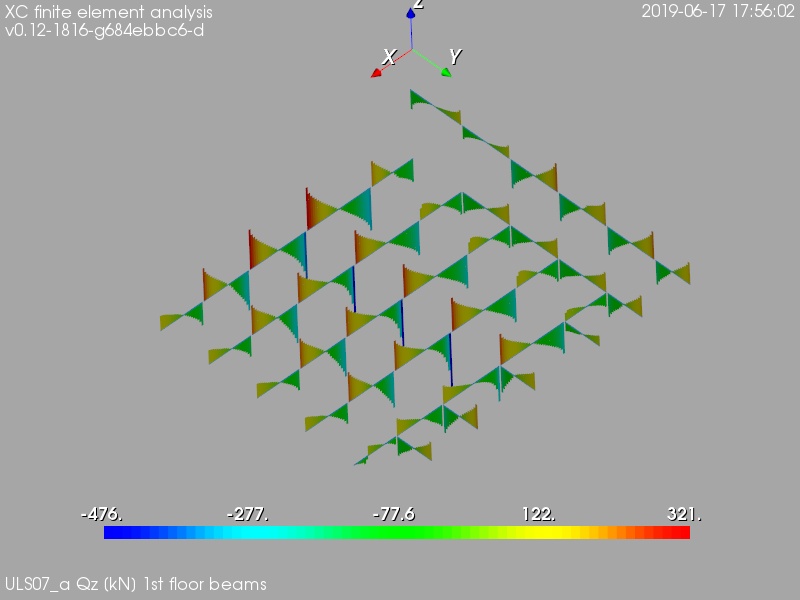 XC finite element analysis
v0.12-1816-g684ebbc6-d
2019-06-17 17:56:02
Z
X
Y
-476.
-277.
-77.6
122.
321.
ULS07_a Qz (kN) 1st floor beams